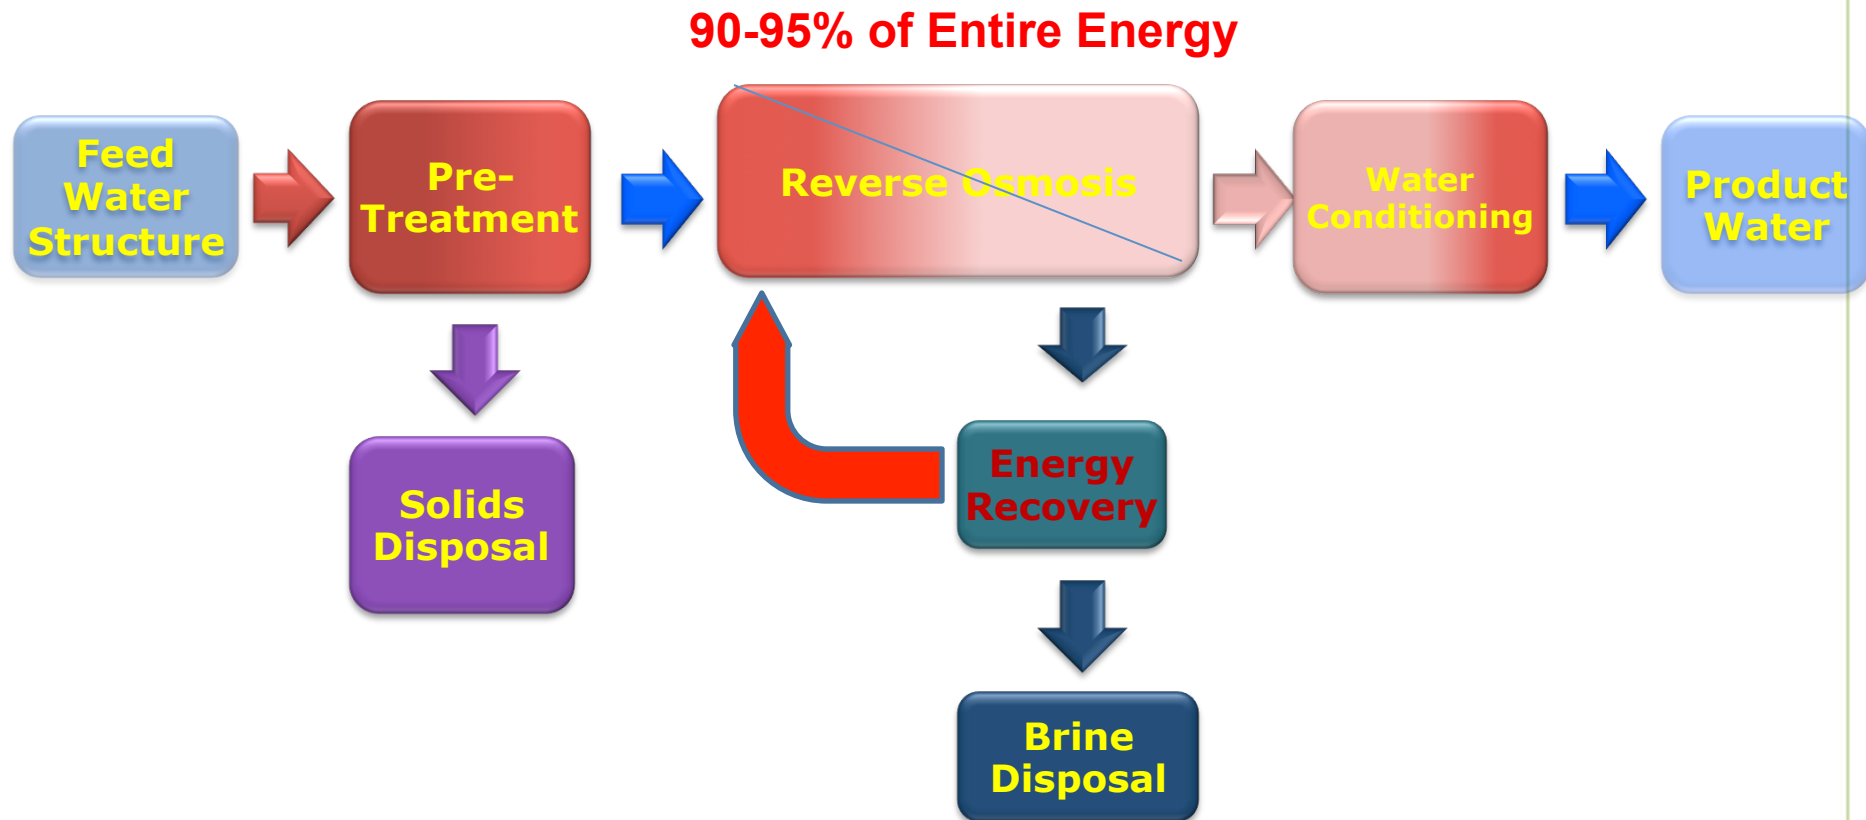 90-95% of Entire Energy
Feed
Water
Structure
Pre-
Treatment
Reverse Osmosis
Water
Conditioning
Product
Water
Solids
Disposal
Energy
Recovery
Brine
Disposal